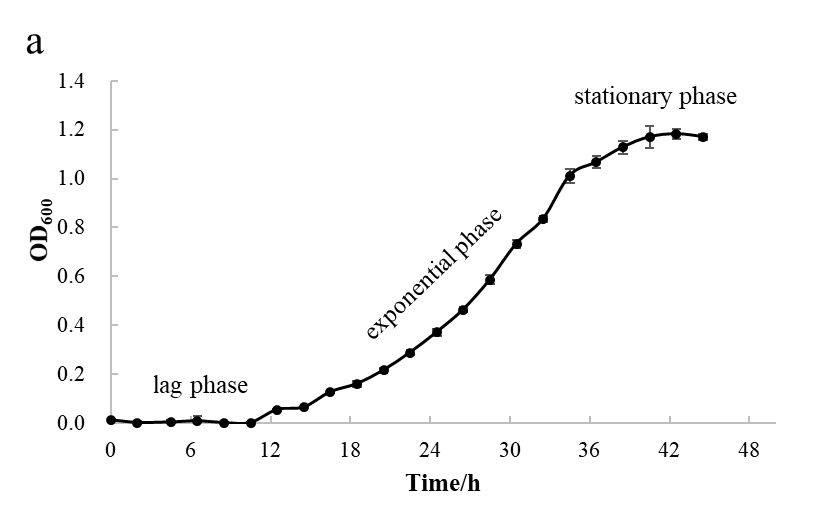 a
1.4
stationary phase
1.2
1.0
0.8
OD600
exponential phase
0.6
0.4
0.2
lag phase
0.0
0 6 12 18 24 30 36 42 48
Time/h